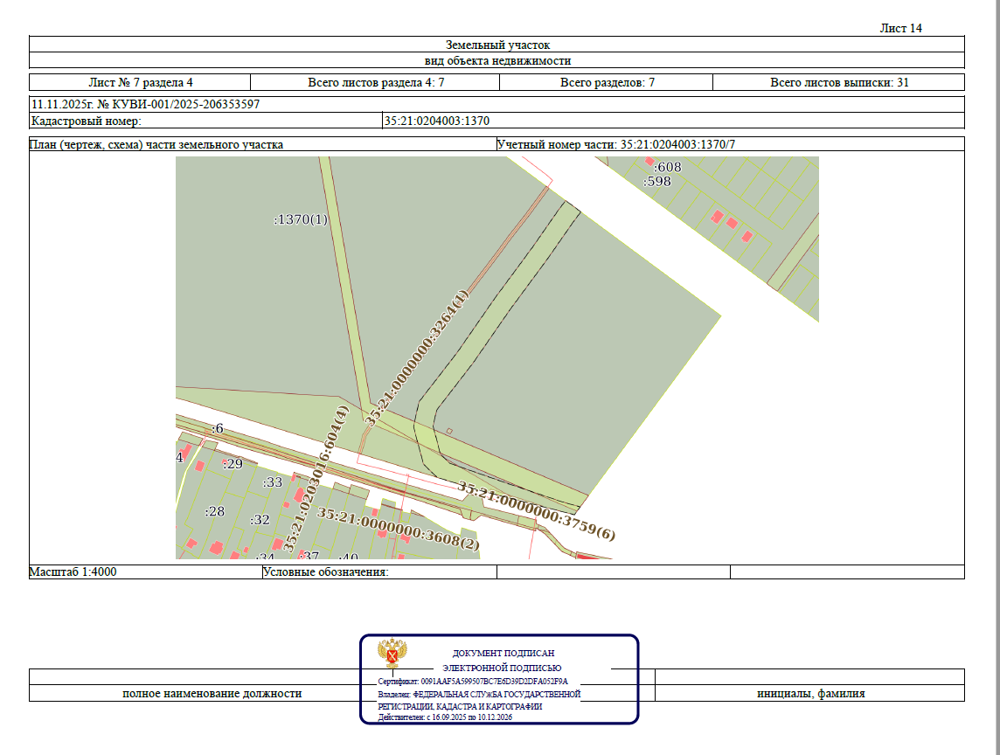 Лист 14
Земельный участок
вид объекта недвижимости
Лист № 7 раздела 4 Всего листов раздела 4: 7 Всего разделов: 7 Всего листов выписки: 31
11.11.2025г. № КУВИ-001/2025-206353597
Кадастровый номер: 35:21:0204003:1370
План (чертеж, схема) части земельного участка Учетный номер части: 35:21:0204003:1370/7
:608
:598
:1370(1)
35:21:0000000:3264(1)
35:21:0203016:604(4)
:6
4
:29
:33
:28
:32
35:21:0000000:3759(6)
35:21:0000000:3608(2)
:34
:37
:40
Масштаб 1:4000 Условные обозначения:
ДОКУМЕНТ ПОДПИСАН
ЭЛЕКТРОННОЙ ПОДПИСЬЮ
Сертификат: 0091AAF5A599507BC7E6D39D2DFA052F9A
Владелец: ФЕДЕРАЛЬНАЯ СЛУЖБА ГОСУДАРСТВЕННОЙ
РЕГИСТРАЦИИ, КАДАСТРА И КАРТОГРАФИИ
Действителен: с 16.09.2025 по 10.12.2026
полное наименование должности инициалы, фамилия